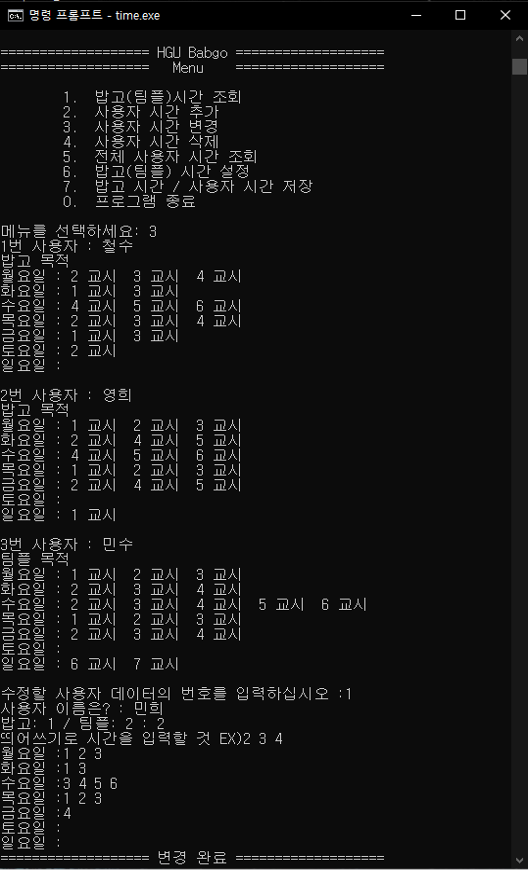 명령 프롬프트 - time.exe
=================== HGU Babgo ===================
=================== Menu ===================
1. 밥고(팀플)시간 조회
2. 사용자 시간 추가
3. 사용자 시간 변경
4. 사용자 시간 삭제
5. 전체 사용자 시간 조회
6. 밥고(팀플) 시간 설정
7. 밥고 시간 / 사용자 시간 저장
0. 프로그램 종료
메뉴를 선택하세요: 3
1번 사용자 : 철수
밥고 목적
월요일 : 2 교시 3 교시 4 교시
화요일 : 1 교시 3 교시
수요일 : 4 교시 5 교시 6 교시
목요일 : 2 교시 3 교시 4 교시
금요일 : 1 교시 3 교시
토요일 : 2 교시
일요일 :
2번 사용자 : 영희
밥고 목적
월요일 : 1 교시 2 교시 3 교시
화요일 : 2 교시 4 교시 5 교시
수요일 : 4 교시 5 교시 6 교시
목요일 : 1 교시 2 교시 3 교시
금요일 : 2 교시 4 교시 5 교시
토요일 :
일요일 : 1 교시
3번 사용자 : 민수
팀플 목적
월요일 : 1 교시 2 교시 3 교시
화요일 : 2 교시 3 교시 4 교시
수요일 : 2 교시 3 교시 4 교시 5 교시 6 교시
목요일 : 1 교시 2 교시 3 교시
금요일 : 2 교시 3 교시 4 교시
토요일 :
일요일 : 6 교시 7 교시
수정할 사용자 데이터의 번호를 입력하십시오 :1
사용자 이름은? : 민희
밥고: 1 / 팀플: 2 : 2
띄어쓰기로 시간을 입력할 것 EX)2 3 4
월요일 :1 2 3
화요일 :1 3
수요일 :3 4 5 6
목요일 :1 2 3
금요일 :4
토요일 :
일요일 :
=================== 변경 완료 ===================